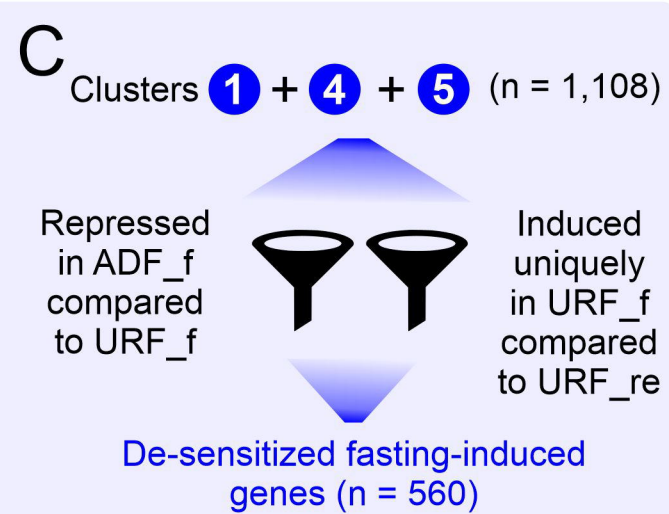 C
Clusters 1 + 4 + 5 (n = 1,108)
Repressed
in ADF_f
compared
to URF_f
Induced
uniquely
in URF_f
compared
to URF_re
De-sensitized fasting-induced
genes (n = 560)